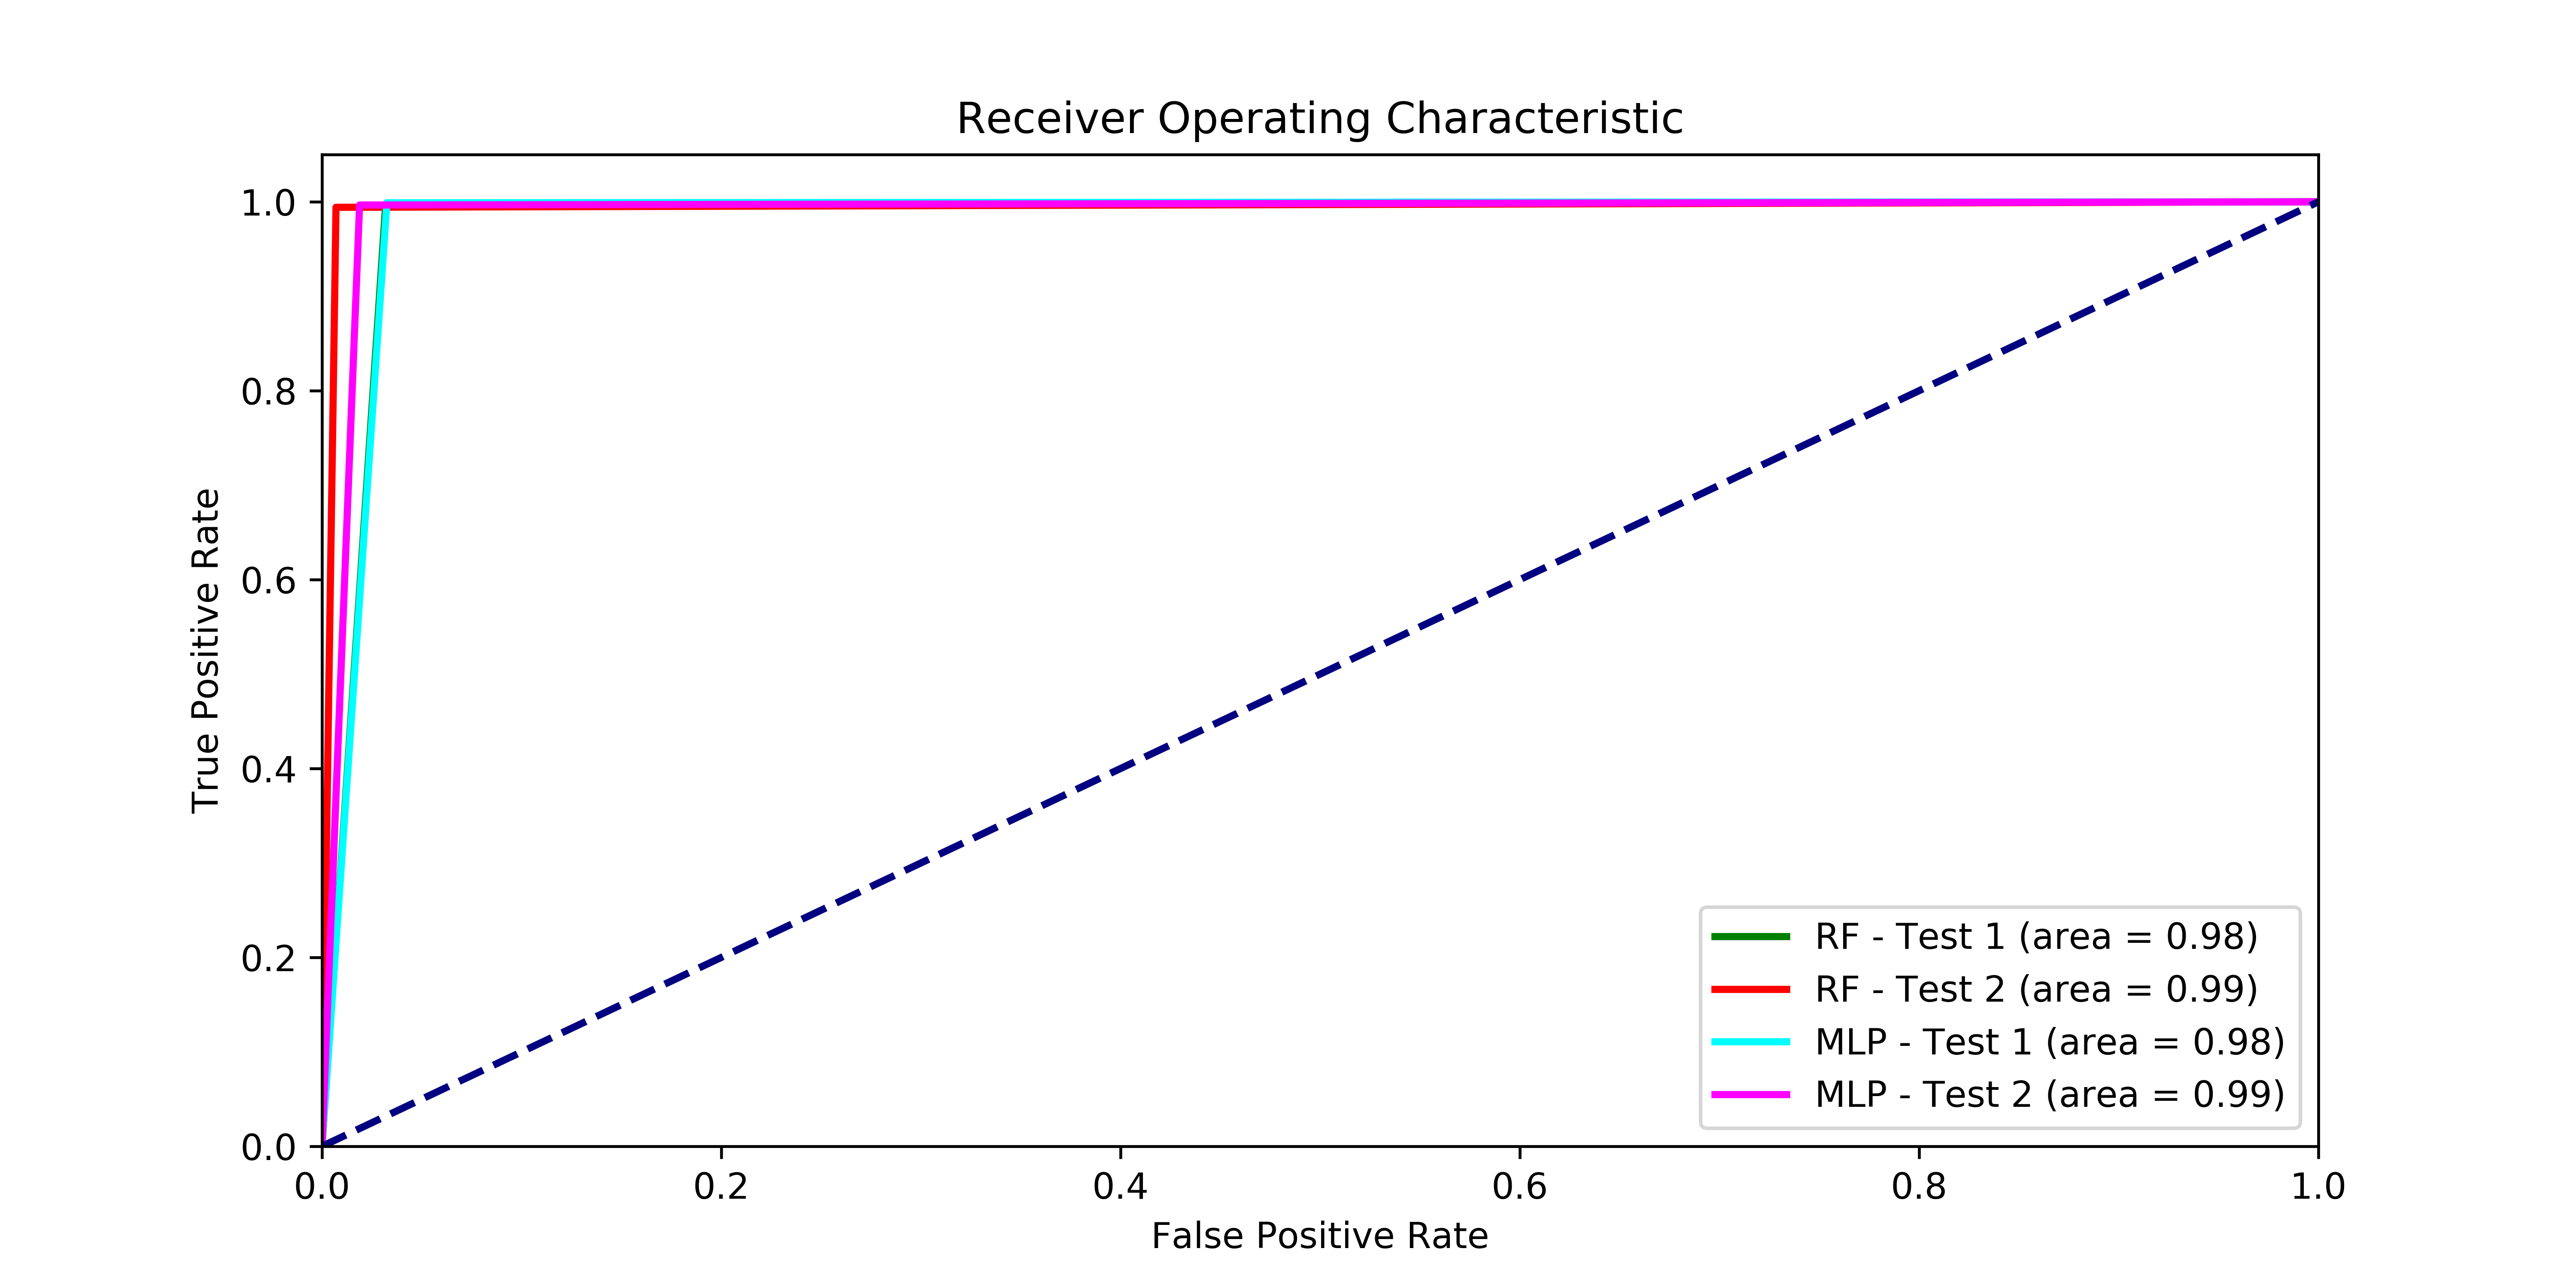 Receiver Operating Characteristic
1.0
0.8
0.6
0.4
0.2
0.0
True Positive Rate
0.0 0.2 0.4 0.6 0.8 1.0
False Positive Rate
RF - Test 1 (area = 0.98)
RF - Test 2 (area = 0.99)
MLP - Test 1 (area = 0.98)
MLP - Test 2 (area = 0.99)